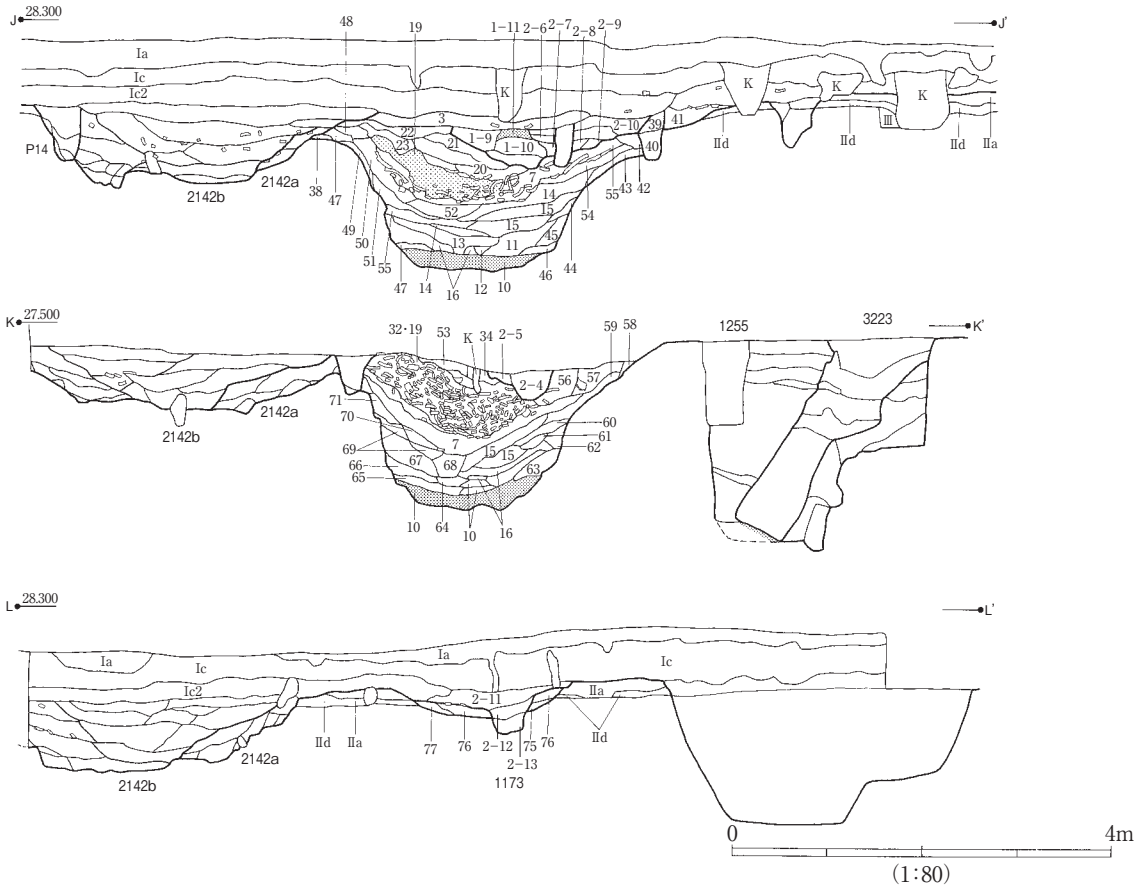 J 28.300 J'
48 19 1-11 2-6 2-7 2-8 2-9
Ia
Ic
Ic2
K K K K
3 22 23 21 1-9 1-10 2-10 39 41 40
P14 20 7 IId III IId IId IIa
2142b 2142a 38 47 14 15 55 43 42
52 15 54
49 50 51 55 13 11 45
47 14 16 12 10 46 44
K 27.500 K'
32・19 53 K 34 2-5 59 58 1255 3223
2-4 56 57
2142b 2142a 71 70 69 7 60 61 62
66 67 68 15 15 63
65
10 64 10 16
L 28.300 L'
Ia Ic Ia Ic
Ic2 2-11 IIa
2142b 2142a IId IIa 77 76 2-12 75 76 IId
2-13
1173
0 4m
(1:80)